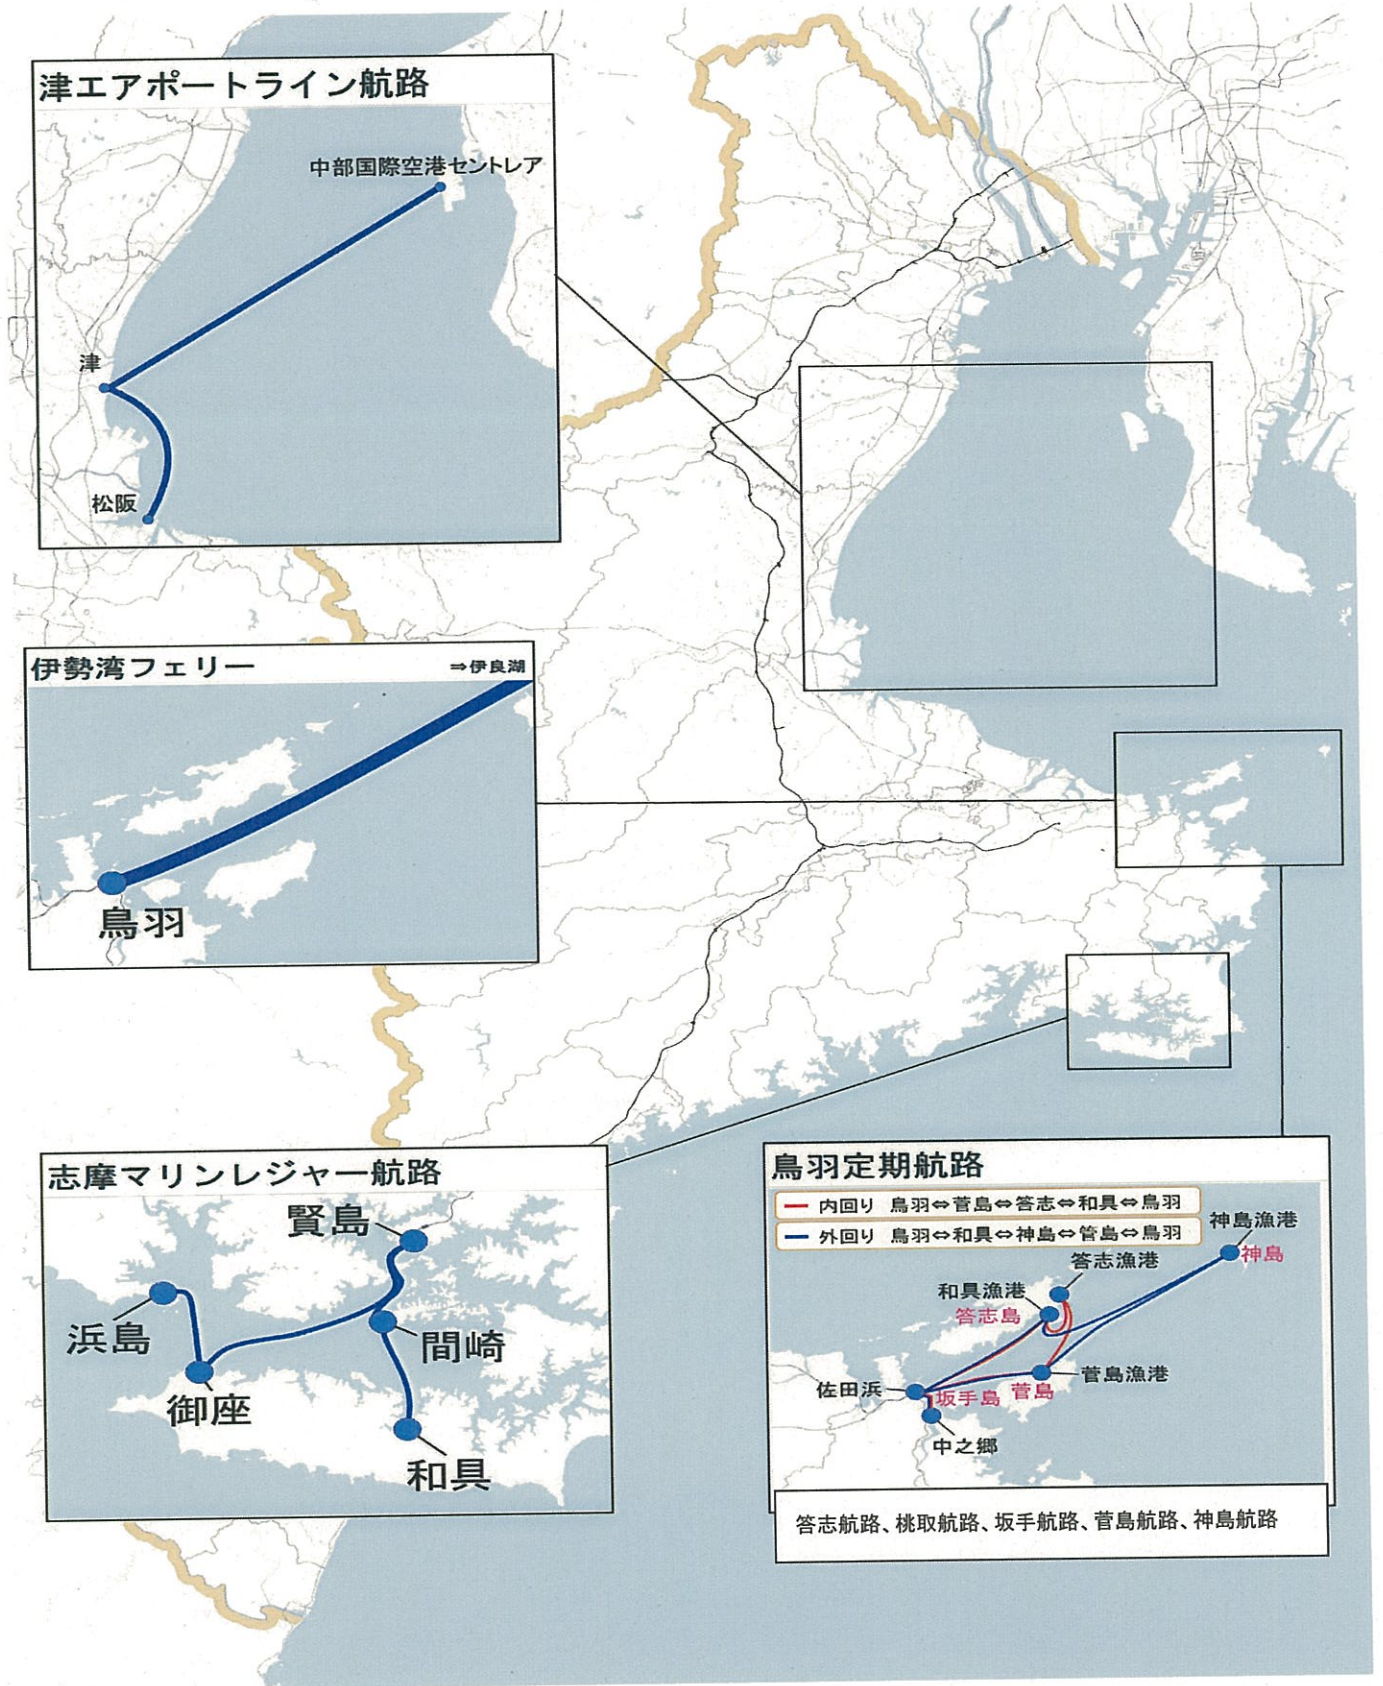 津エアポートライン航路
中部国際空港セントレア
津
松阪
伊勢湾フェリー
⇒伊良湖
鳥羽
志摩マリンレジャー航路
賢島
浜島
間崎
御座
和具
鳥羽定期航路
内回り 鳥羽⇔菅島⇔答志⇔和具⇔鳥羽
外回り 鳥羽⇔和具⇔神島⇔管島⇔鳥羽
神島漁港
神島
答志漁港
和具漁港
答志島
菅島漁港
佐田浜
坂手島
菅島
中之郷
答志航路、桃取航路、坂手航路、菅島航路、神島航路